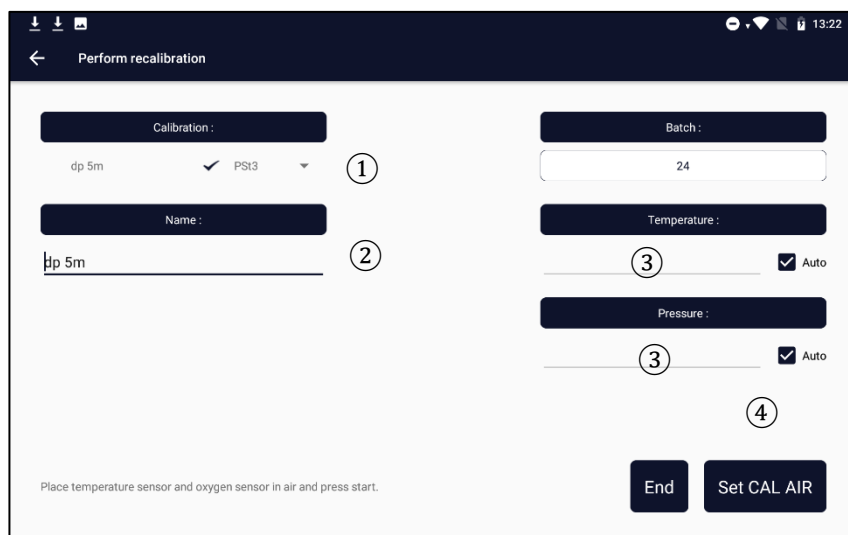 13:22
Perform recalibration
Calibration :
dp 5m PSt3 ①
Name :
dp 5m ②
Batch :
24
Temperature :
③ Auto
Pressure :
③ Auto
④
Place temperature sensor and oxygen sensor in air and press start.
End Set CAL AIR